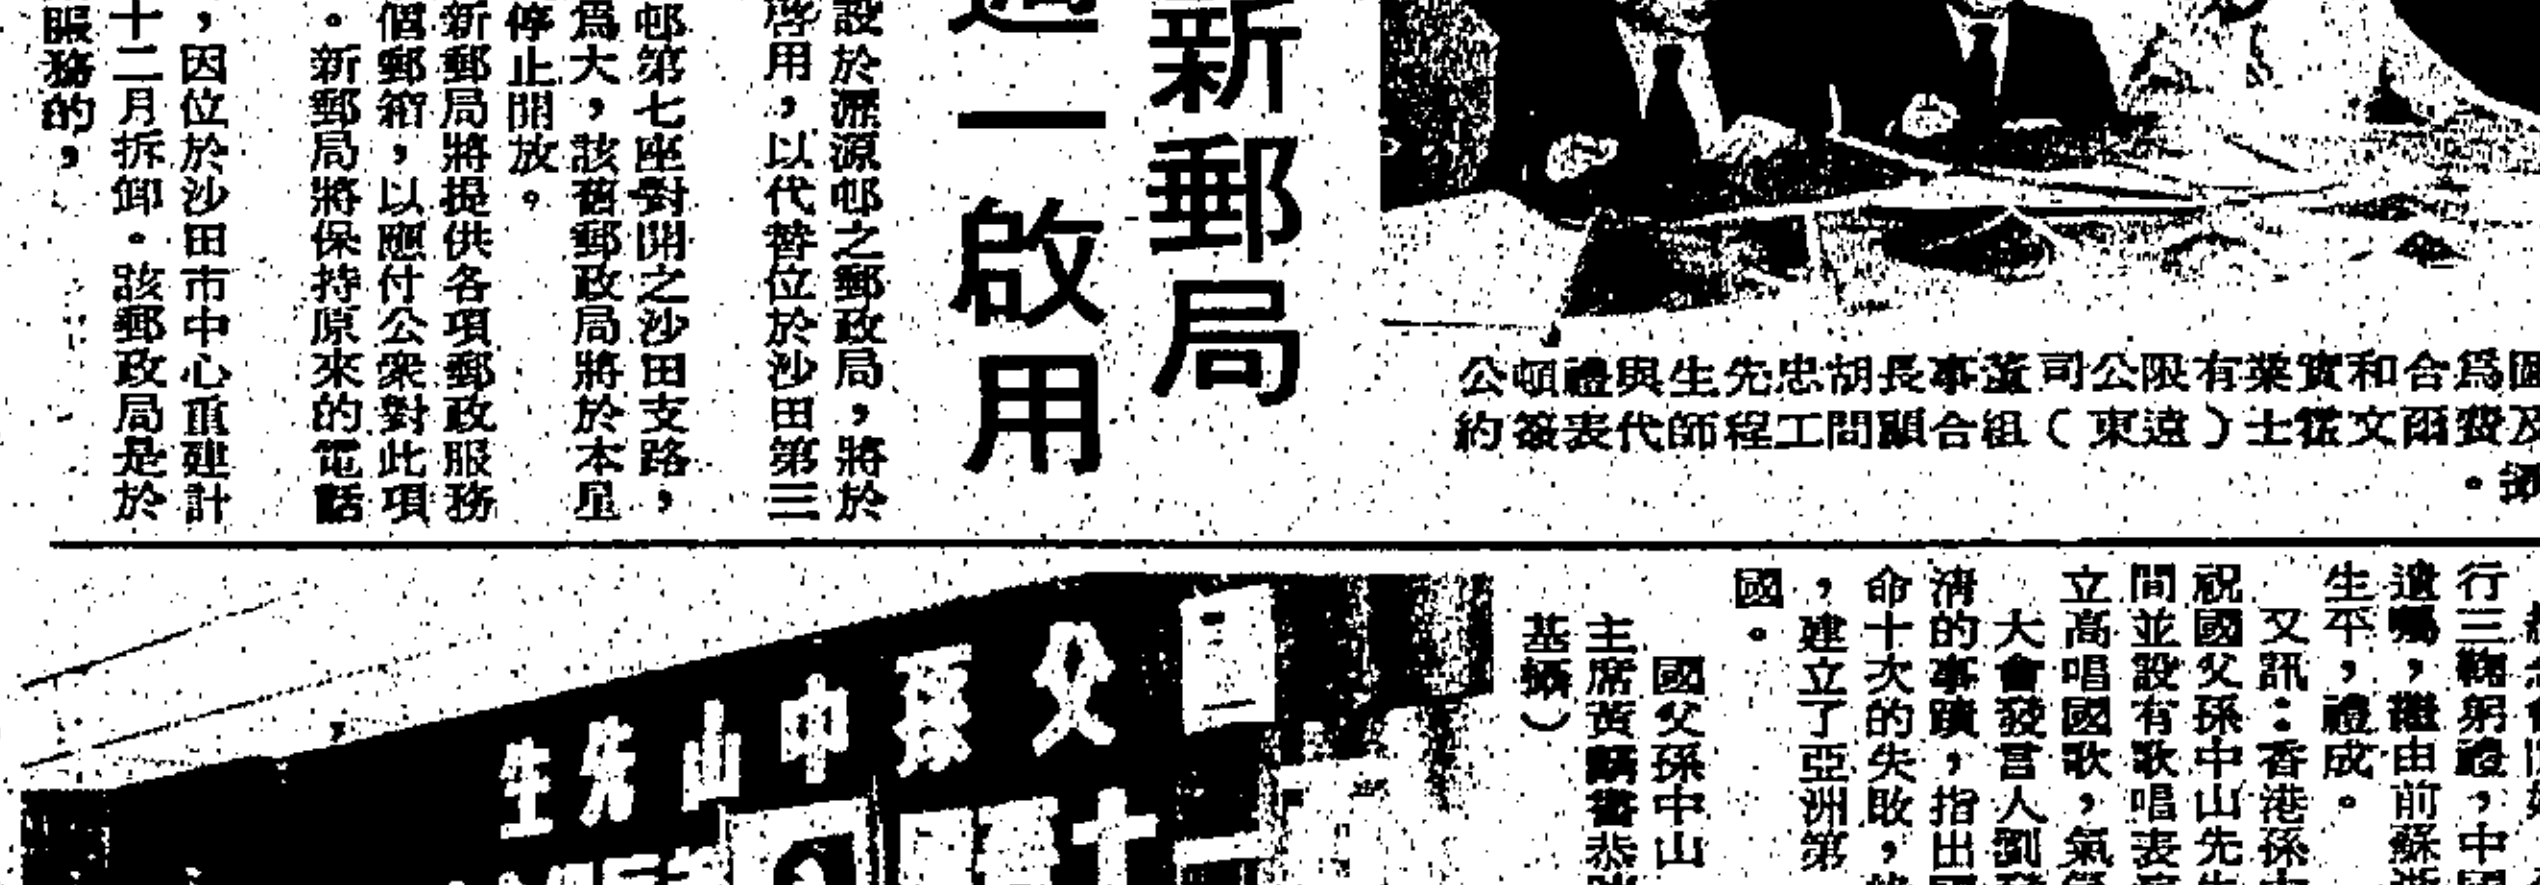 新郵局
週一啟用
設於瀝源邨之郵政局，將於
啓用，以代替位於沙田第三
邨第七座對開之沙田支路，
爲大，該舊郵政局將於本星
停止開放。
新郵局將提供各項郵政服務
個郵箱，以應付公衆對此項
。新郵局將保持原來的電話
，因位於沙田市中心重建計
十二月拆卸。該郵政局是於
服務的，
圖爲合和實業有限公司董事長胡忠先生與禮頓公
及費爾文霍士（遠東）組合顧問工程師代表簽約
攝。
行三鞠躬禮，中國
遺囑，繼由前蘇浙
生平，禮成。
又訊：香港孫中
祝國父孫中山先生
間並設有歌唱表演
立高唱國歌，氣
大會發言人劉發
淸的事蹟，指出國
命十次的失敗，終
，建立了亞洲第
國。
國父孫中山
主席黃麟書恭
基攝）
國父孫中山先生